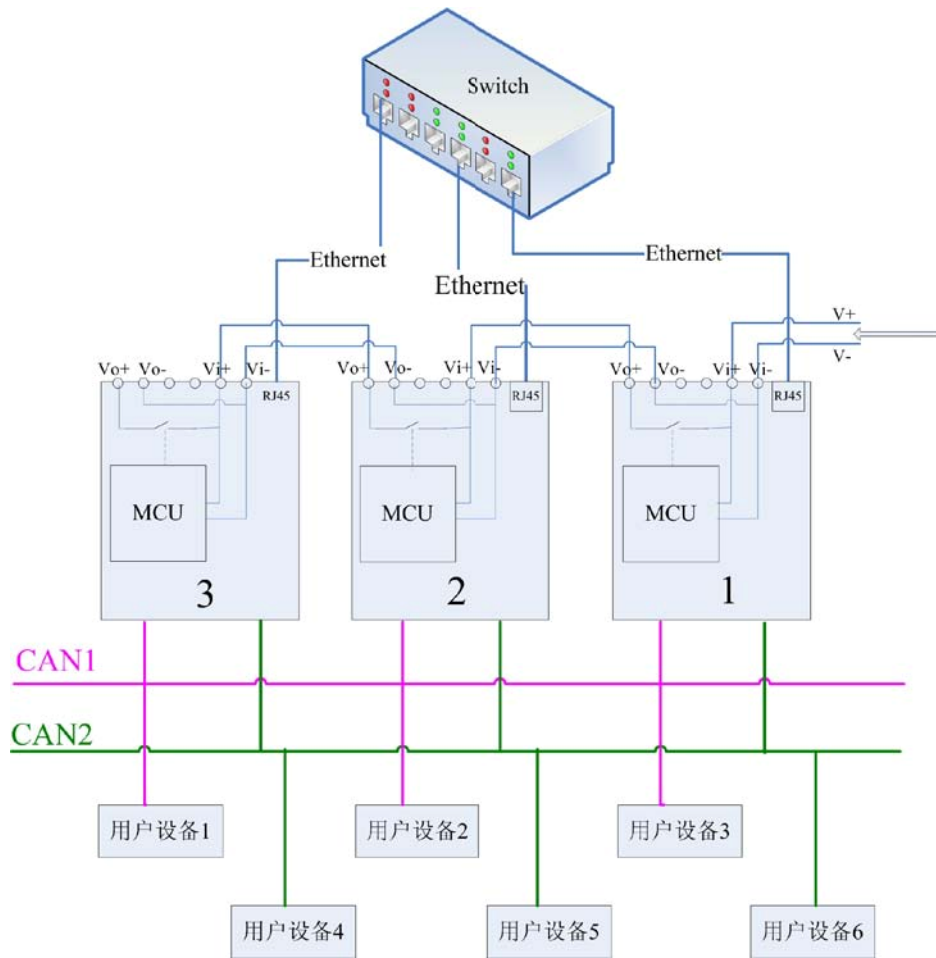 Switch
Ethernet
Ethernet
Ethernet
V+
V-
Vo+ Vo- Vi+ Vi-
Vo+ Vo- Vi+ Vi-
Vo+ Vo- Vi+ Vi-
RJ45
RJ45
RJ45
MCU
MCU
MCU
3
2
1
CAN1
CAN2
用户设备1
用户设备2
用户设备3
用户设备4
用户设备5
用户设备6